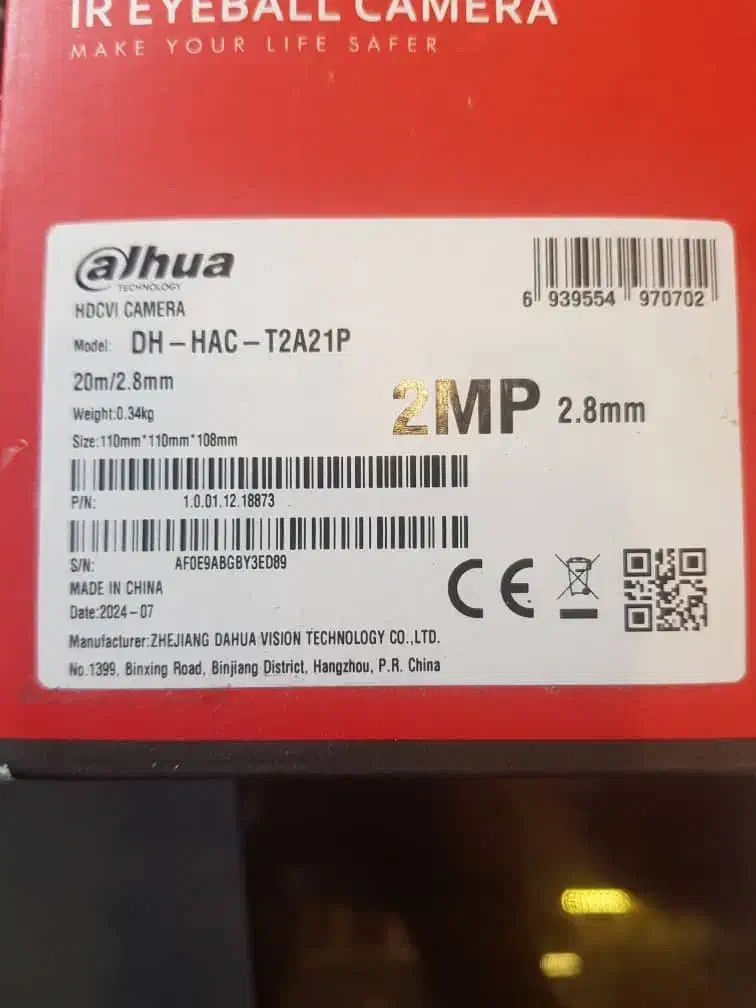 IR EYEBALL CAMERA
MAKE YOUR LIFE SAFER
alhua
TECHNOLOGY
HDCVI CAMERA
Model: DH-HAC-T2A21P
20m/2.8mm
Weight:0.34kg
Size:110mm*110mm*108mm
6 939554 970702
2MP 2.8mm
P/N: 1.0.01.12.18873
S/N: AF0E9ABGBY3ED89
MADE IN CHINA
Date:2024-07
Manufacturer:ZHEJIANG DAHUA VISION TECHNOLOGY CO.,LTD.
No.1399, Binxing Road, Binjiang District, Hangzhou, P.R. China
CE